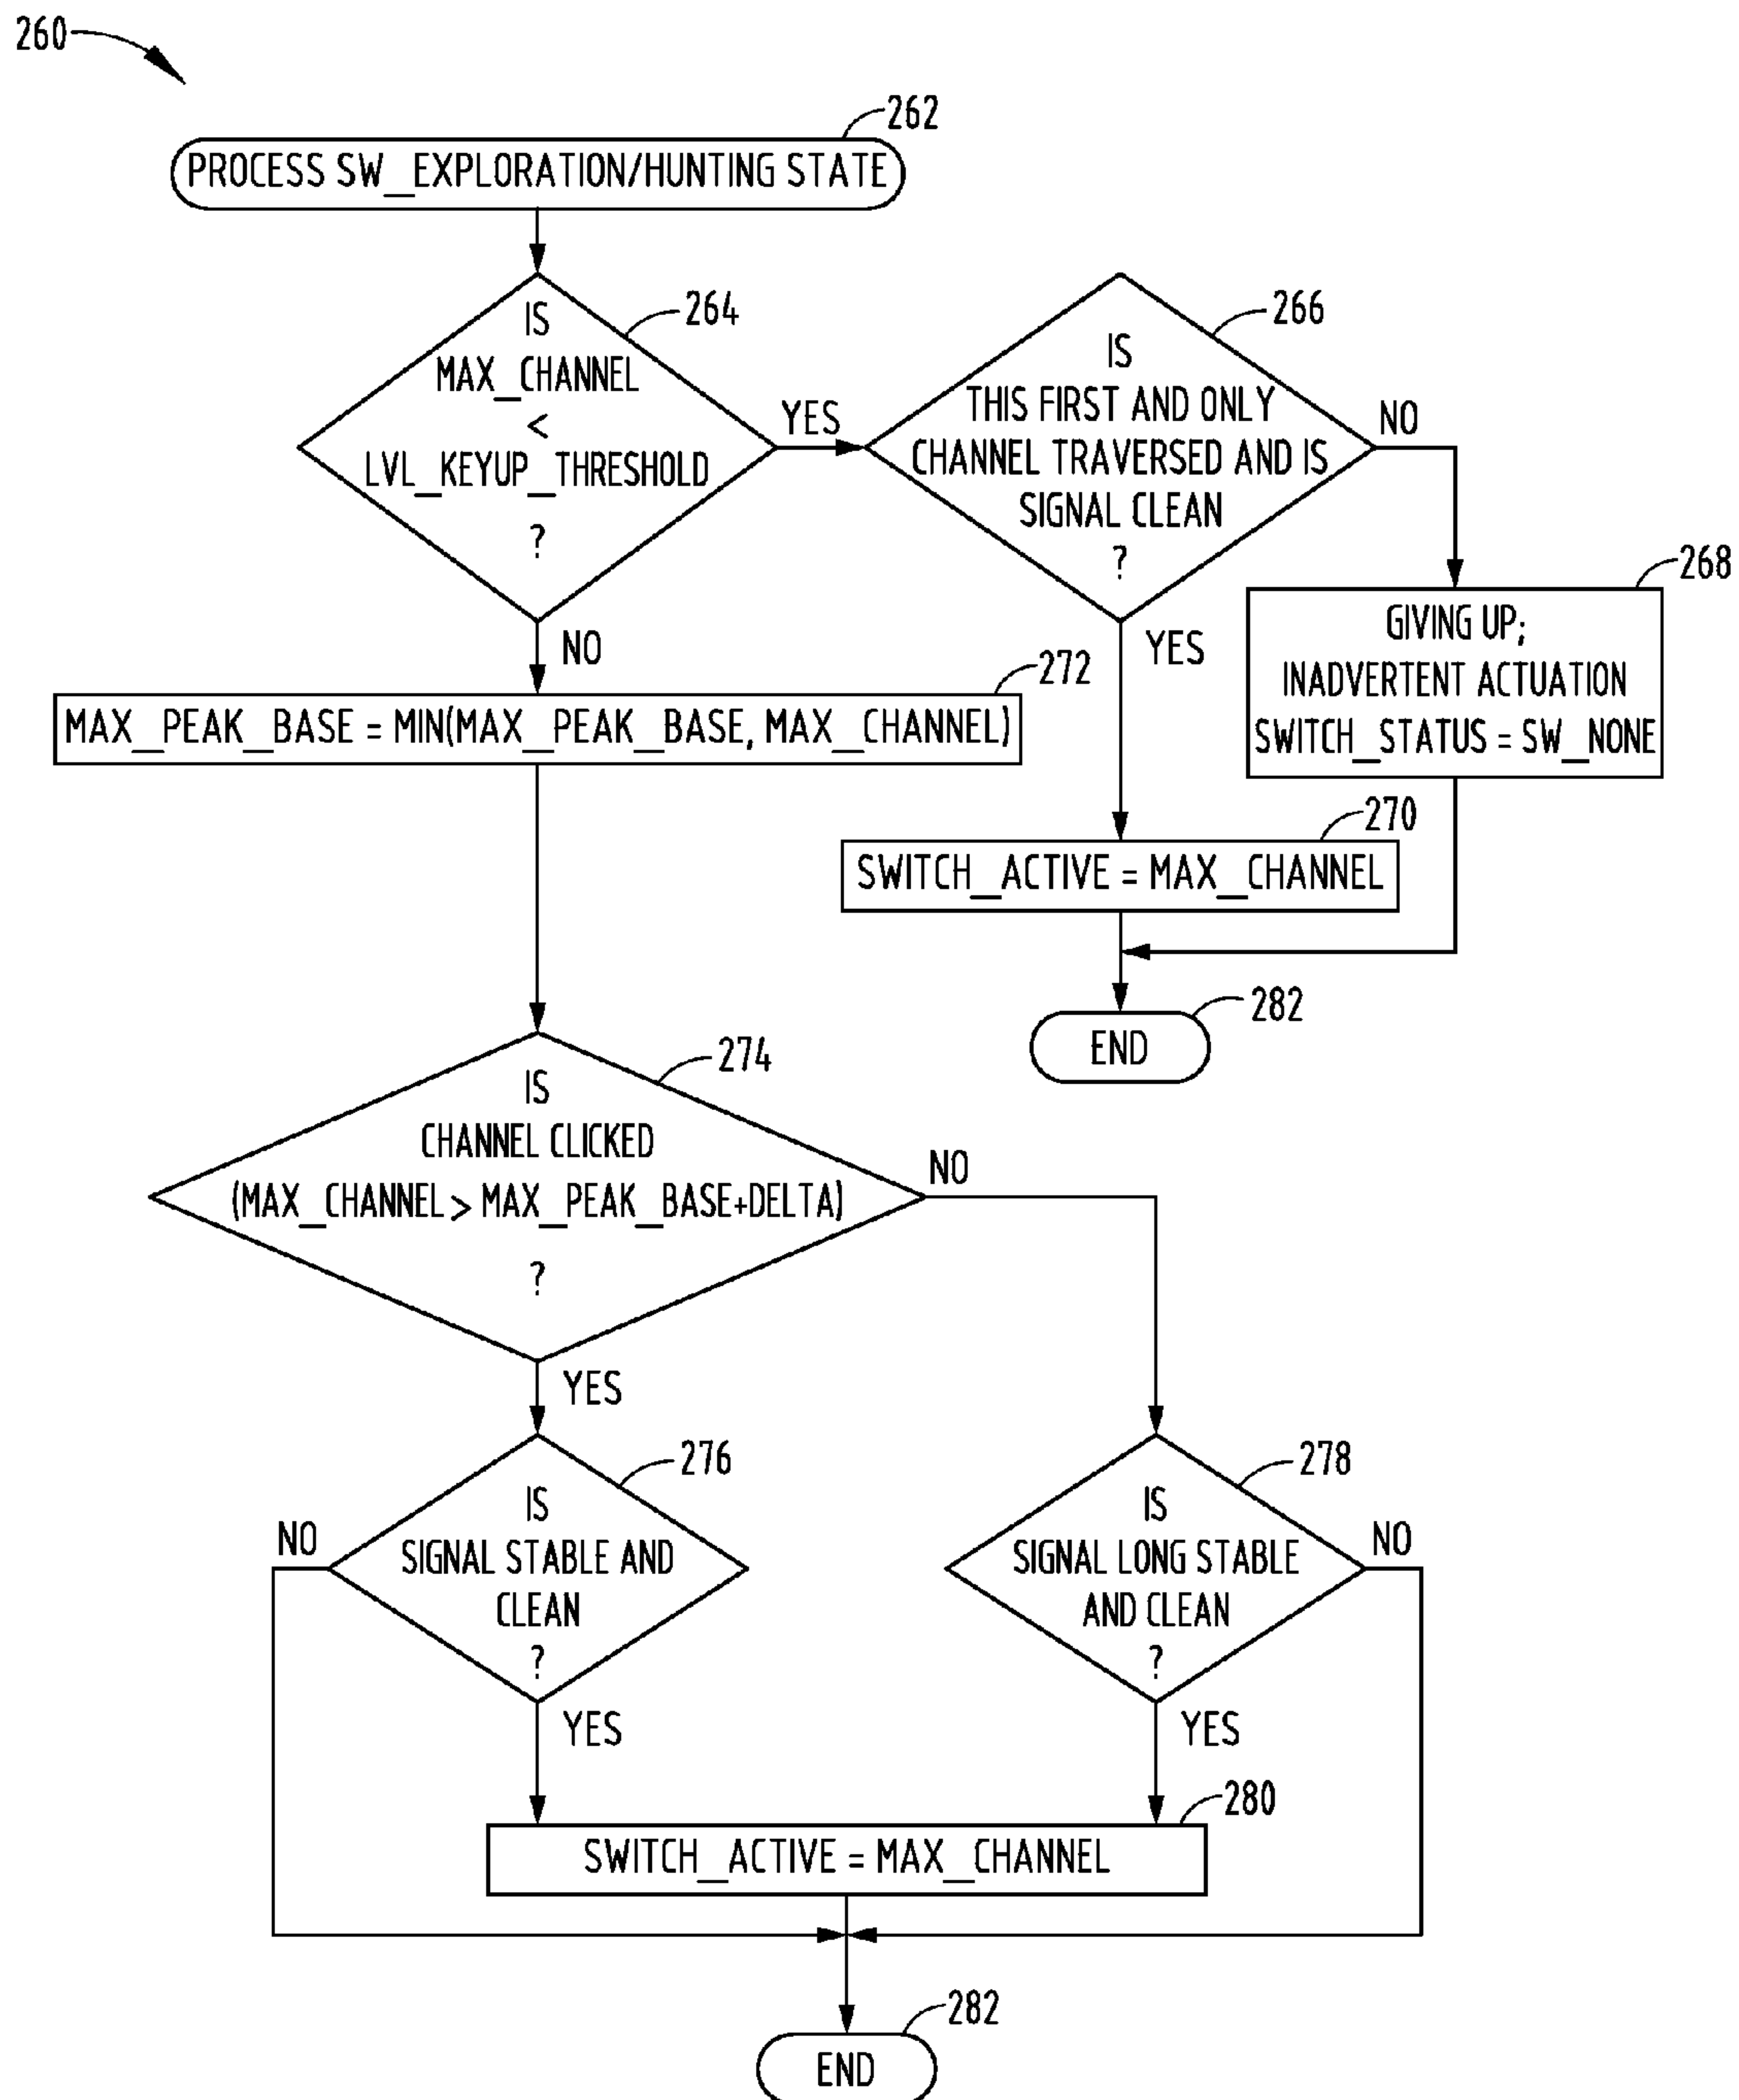 260
262
PROCESS SW_EXPLORATION/HUNTING STATE
264
IS
MAX_CHANNEL
<
LVL_KEYUP_THRESHOLD
?
YES
NO
266
IS
THIS FIRST AND ONLY
CHANNEL TRAVERSED AND IS
SIGNAL CLEAN
?
NO
YES
268
GIVING UP;
INADVERTENT ACTUATION
SWITCH_STATUS = SW_NONE
272
MAX_PEAK_BASE = MIN(MAX_PEAK_BASE, MAX_CHANNEL)
270
SWITCH_ACTIVE = MAX_CHANNEL
282
END
274
IS
CHANNEL CLICKED
(MAX_CHANNEL > MAX_PEAK_BASE+DELTA)
?
NO
YES
276
IS
SIGNAL STABLE AND
CLEAN
?
NO
YES
278
IS
SIGNAL LONG STABLE
AND CLEAN
?
NO
YES
280
SWITCH_ACTIVE = MAX_CHANNEL
282
END